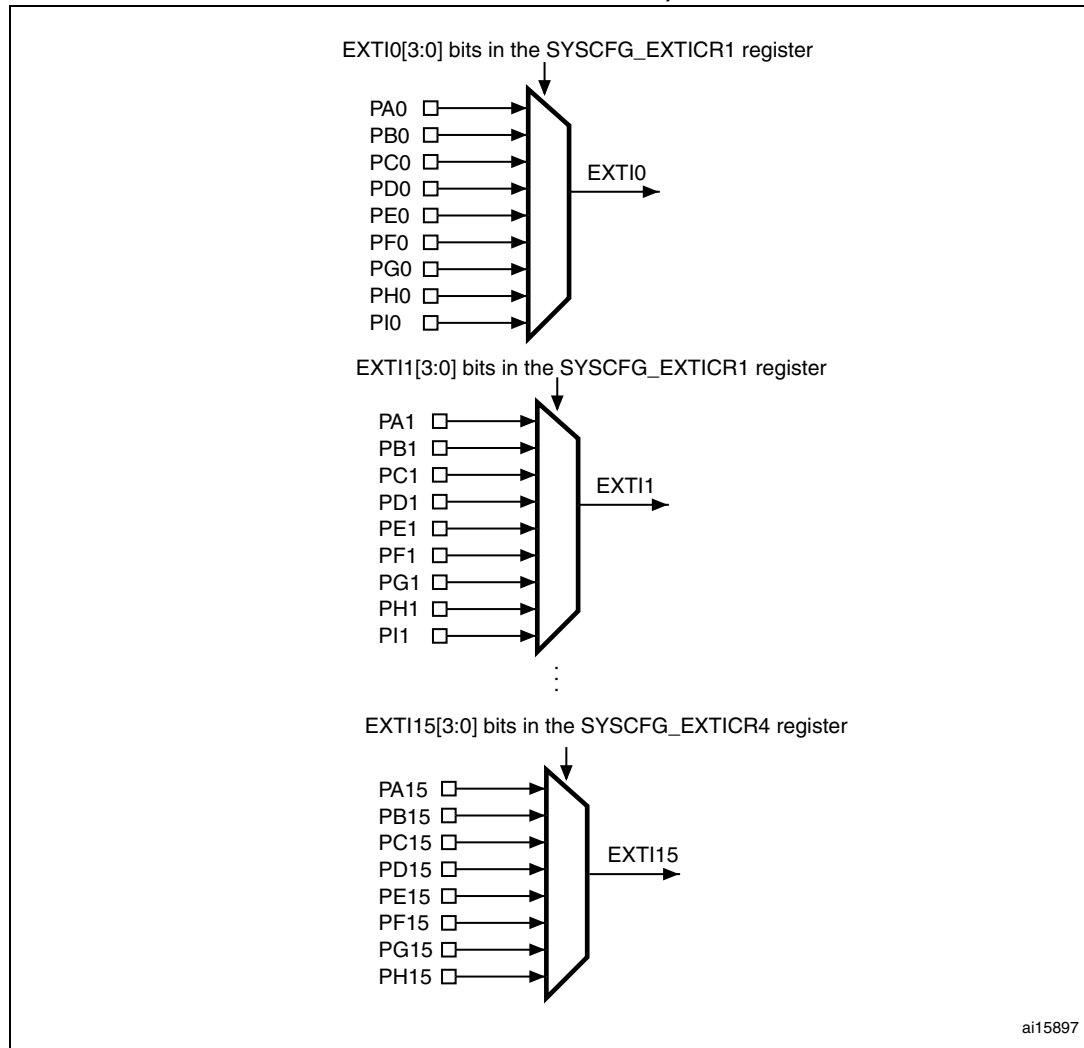 EXTI0[3:0] bits in the SYSCFG_EXTICR1 register
PA0
PB0
PC0
PD0
PE0
PF0
PG0
PH0
PI0
EXTI0
EXTI1[3:0] bits in the SYSCFG_EXTICR1 register
PA1
PB1
PC1
PD1
PE1
PF1
PG1
PH1
PI1
EXTI1
EXTI15[3:0] bits in the SYSCFG_EXTICR4 register
PA15
PB15
PC15
PD15
PE15
PF15
PG15
PH15
EXTI15
ai15897